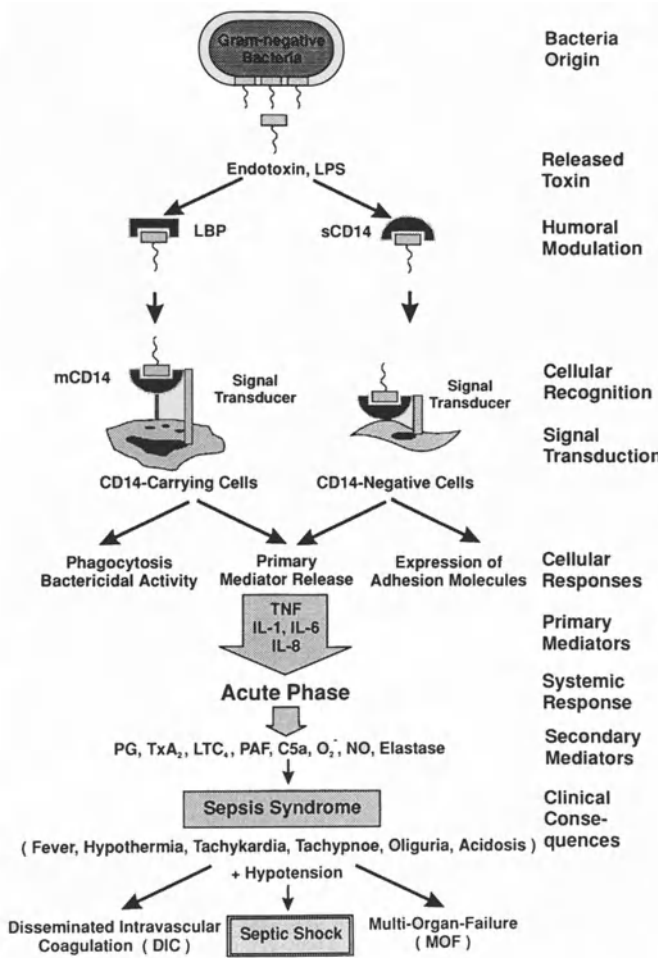 Gram-negative
Bacteria
Bacteria
Origin
Endotoxin, LPS
Released
Toxin
LBP
sCD14
Humoral
Modulation
mCD14
Signal
Transducer
Signal
Transducer
Cellular
Recognition
Signal
Transduction
CD14-Carrying Cells
CD14-Negative Cells
Phagocytosis
Bactericidal Activity
Primary
Mediator Release
Expression of
Adhesion Molecules
Cellular
Responses
TNF
IL-1, IL-6
IL-8
Primary
Mediators
Acute Phase
Systemic
Response
PG, TxA₂, LTC₄, PAF, C5a, O₂⁻, NO, Elastase
Secondary
Mediators
Sepsis Syndrome
Clinical
Conse-
quences
( Fever, Hypothermia, Tachykardia, Tachypnoe, Oliguria, Acidosis )
+ Hypotension
Disseminated Intravascular
Coagulation ( DIC )
Septic Shock
Multi-Organ-Failure
( MOF )